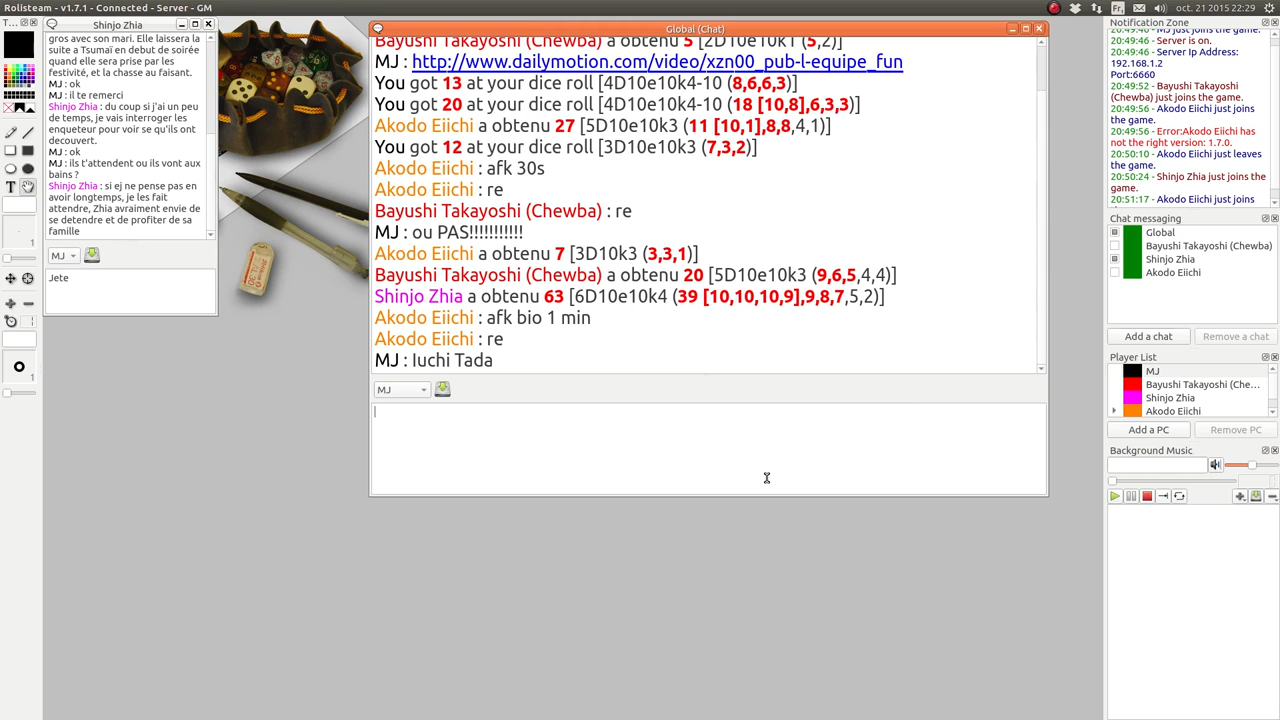 Rolisteam - v1.7.1 - Connected - Server - GM
Fr
oct. 21 2015 22:29
T...
Shinjo Zhia
gros avec son mari. Elle laissera la
suite a Tsumaï en debut de soirée
quand elle sera prise par les
festivité, et la chasse au faisant.
MJ : ok
MJ : il te remerci
Shinjo Zhia : du coup si j'ai un peu
de temps, je vais interroger les
enqueteur pour voir se qu'ils ont
decouvert.
MJ : ok
MJ : ils t'attendent ou ils vont aux
bains ?
Shinjo Zhia : si ej ne pense pas en
avoir longtemps, je les fait
attendre, Zhia avraiment envie de
se detendre et de profiter de sa
famille
MJ
Jete
1
1
Global (Chat)
Bayushi Takayoshi (Chewba) a obtenu 5 [2D10e10k1 (5,2)]
MJ : http://www.dailymotion.com/video/xzn00_pub-l-equipe_fun
You got 13 at your dice roll [4D10e10k4-10 (8,6,6,3)]
You got 20 at your dice roll [4D10e10k4-10 (18 [10,8],6,3,3)]
Akodo Eiichi a obtenu 27 [5D10e10k3 (11 [10,1],8,8,4,1)]
You got 12 at your dice roll [3D10e10k3 (7,3,2)]
Akodo Eiichi : afk 30s
Akodo Eiichi : re
Bayushi Takayoshi (Chewba) : re
MJ : ou PAS!!!!!!!!!!!
Akodo Eiichi a obtenu 7 [3D10k3 (3,3,1)]
Bayushi Takayoshi (Chewba) a obtenu 20 [5D10e10k3 (9,6,5,4,4)]
Shinjo Zhia a obtenu 63 [6D10e10k4 (39 [10,10,10,9],9,8,7,5,2)]
Akodo Eiichi : afk bio 1 min
Akodo Eiichi : re
MJ : Iuchi Tada
MJ
Notification Zone
20:49:46 - Server is on.
20:49:46 - Server Ip Address:
192.168.1.2
Port:6660
20:49:52 - Bayushi Takayoshi
(Chewba) just joins the game.
20:49:56 - Akodo Eiichi just joins
the game.
20:49:56 - Error:Akodo Eiichi has
not the right version: 1.7.0.
20:50:10 - Akodo Eiichi just leaves
the game.
20:50:24 - Shinjo Zhia just joins the
game.
20:51:17 - Akodo Eiichi just joins
Chat messaging
Global
Bayushi Takayoshi (Chewba)
Shinjo Zhia
Akodo Eiichi
Add a chat
Remove a chat
Player List
MJ
Bayushi Takayoshi (Che...
Shinjo Zhia
Akodo Eiichi
Add a PC
Remove PC
Background Music